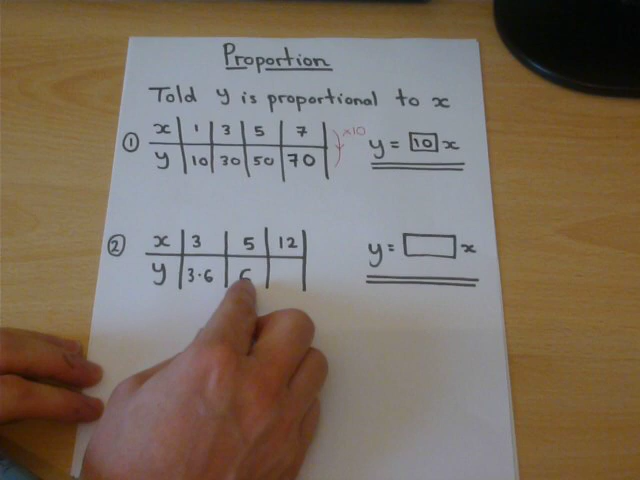 Proportion
Told y is proportional to x
① x 1 3 5 7 ×10
y 10 30 50 70
y = 10 x
② x 3 5 12
y 3·6 6
y = x